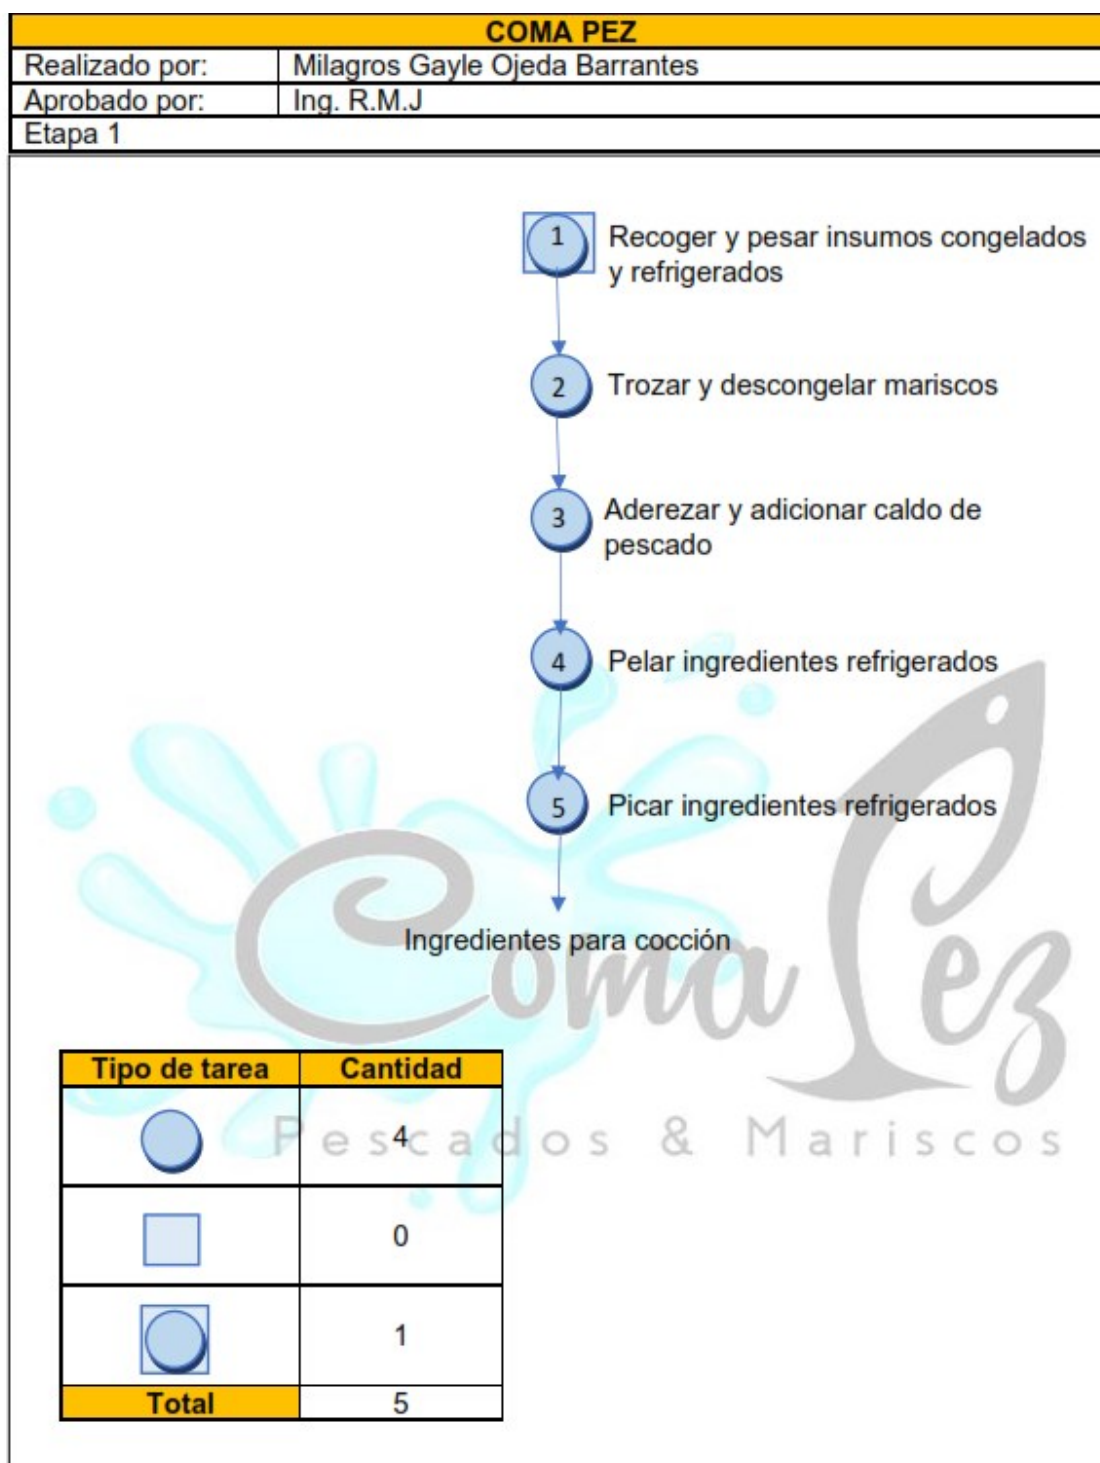 COMA PEZ
Realizado por: Milagros Gayle Ojeda Barrantes
Aprobado por: Ing. R.M.J
Etapa 1
1 Recoger y pesar insumos congelados
y refrigerados
2 Trozar y descongelar mariscos
3 Aderezar y adicionar caldo de
pescado
4 Pelar ingredientes refrigerados
5 Picar ingredientes refrigerados
Ingredientes para cocción
Coma Pez
Pescados & Mariscos
Tipo de tarea Cantidad
4
0
1
Total 5